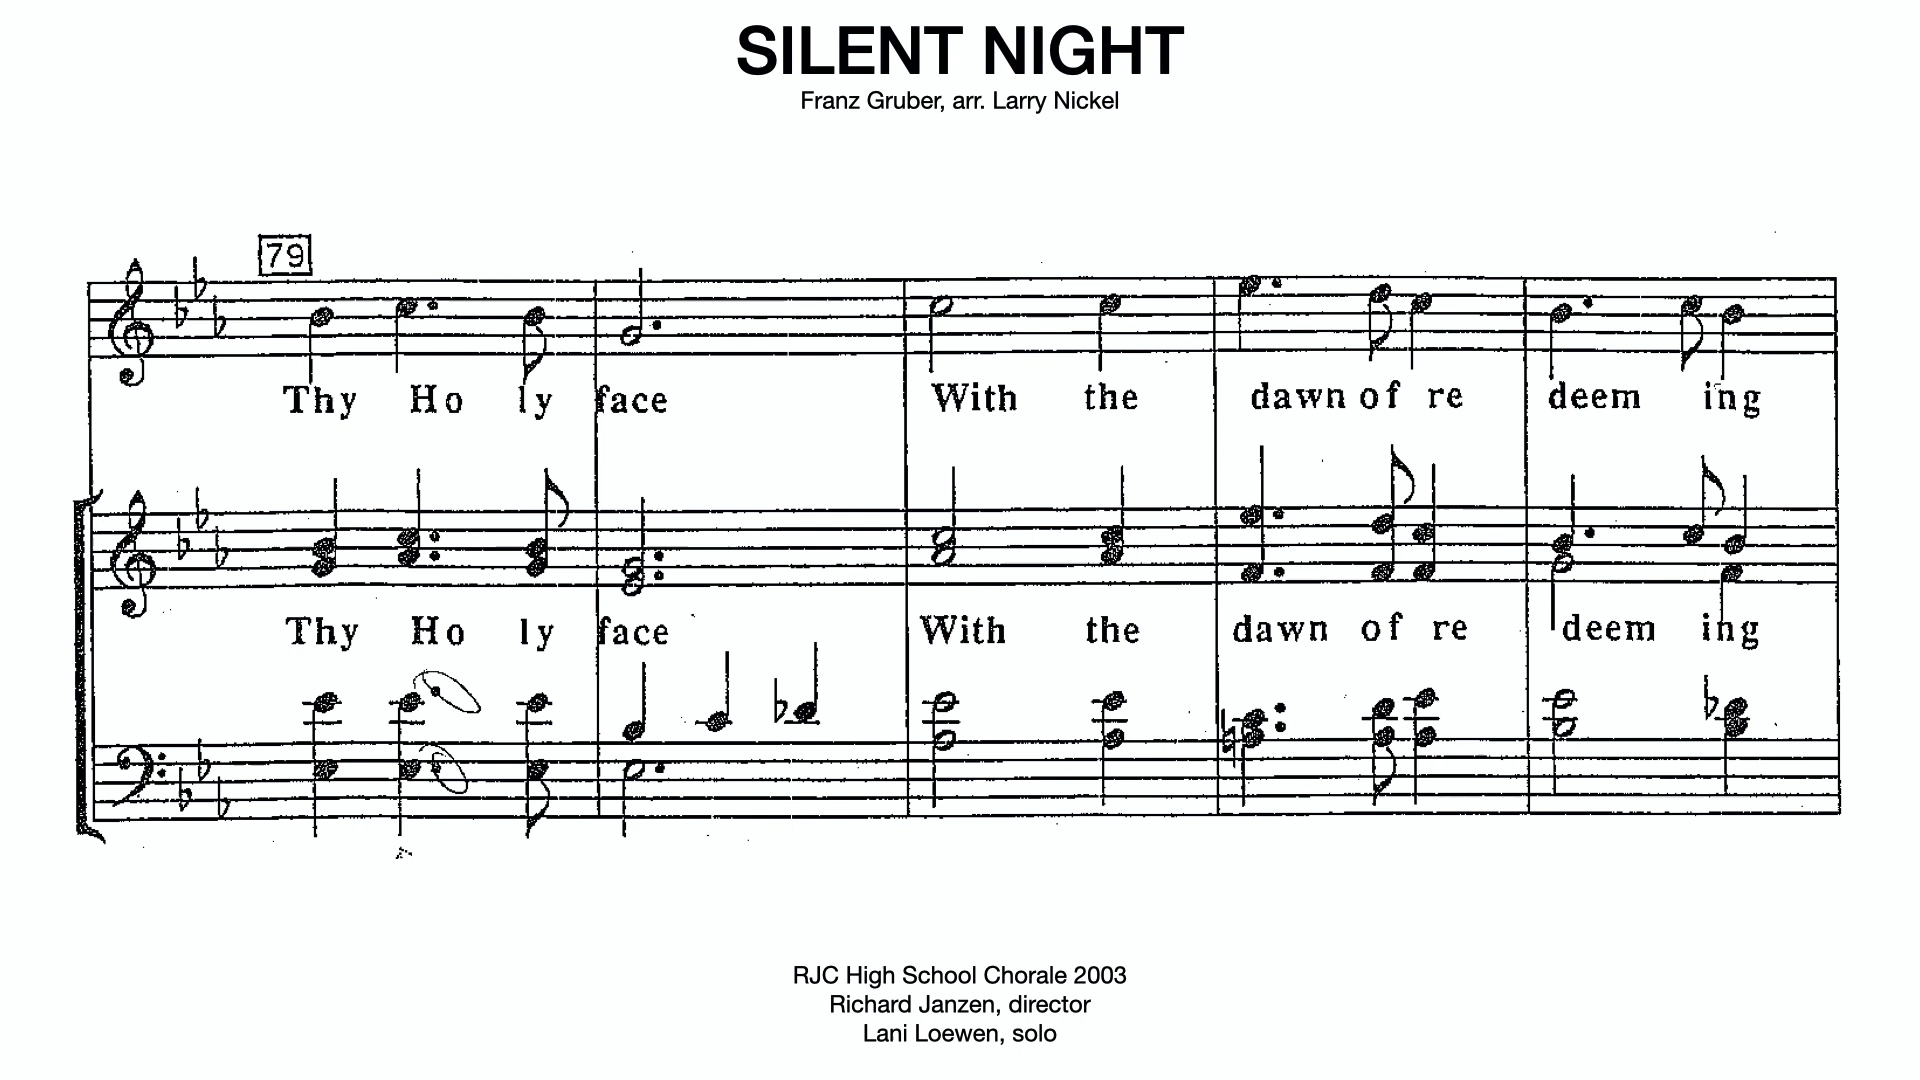 SILENT NIGHT
Franz Gruber, arr. Larry Nickel
79
Thy Ho ly face With the dawn of re deem ing
Thy Ho ly face With the dawn of re deem ing
RJC High School Chorale 2003
Richard Janzen, director
Lani Loewen, solo